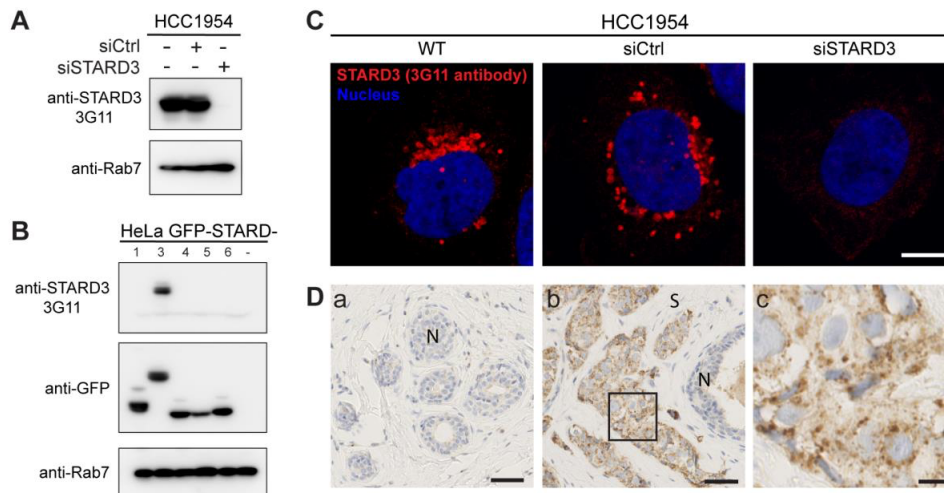 A
HCC1954
siCtrl - + -
siSTARD3 - - +
anti-STARD3
3G11
anti-Rab7
B
HeLa GFP-STARD-
1 3 4 5 6 -
anti-STARD3
3G11
anti-GFP
anti-Rab7
C
HCC1954
WT siCtrl siSTARD3
STARD3 (3G11 antibody)
Nucleus
D
a
N
b
S
N
c